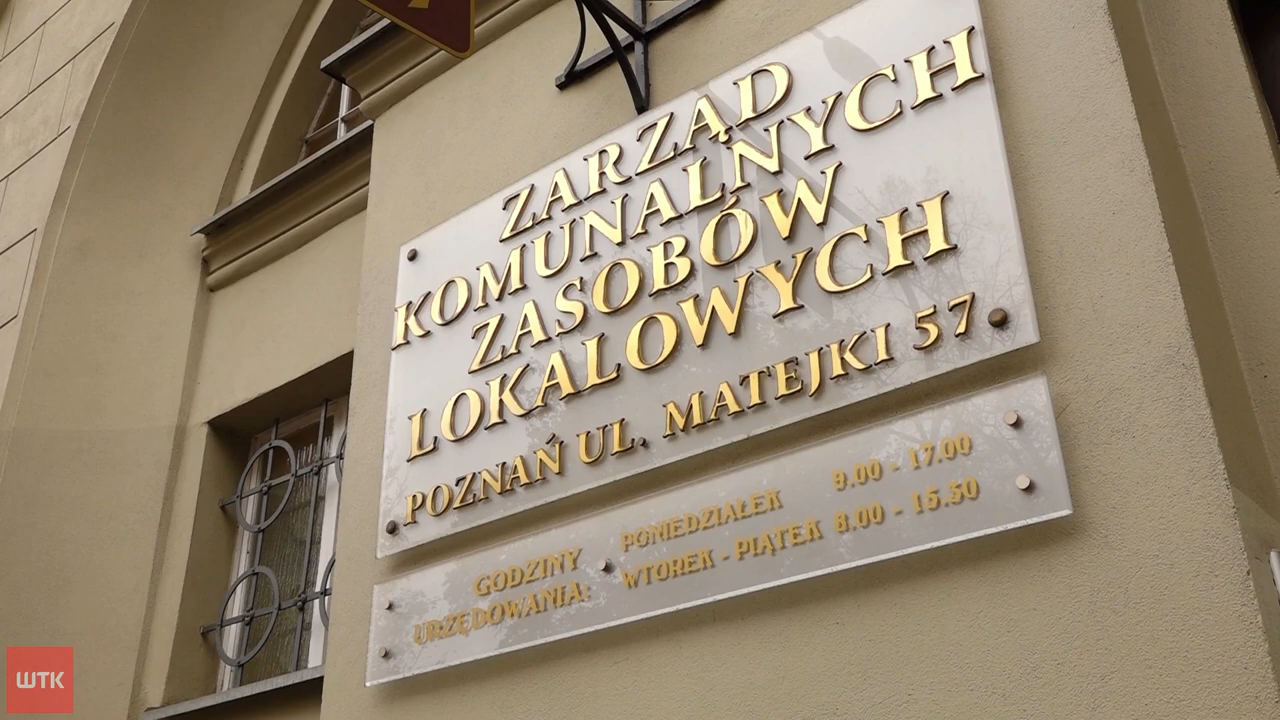 ZARZĄD
KOMUNALNYCH
ZASOBÓW
LOKALOWYCH
POZNAŃ UL. MATEJKI 57
GODZINY URZĘDOWANIA:
PONIEDZIAŁEK 9.00 - 17.00
WTOREK - PIĄTEK 8.00 - 15.30
WTK